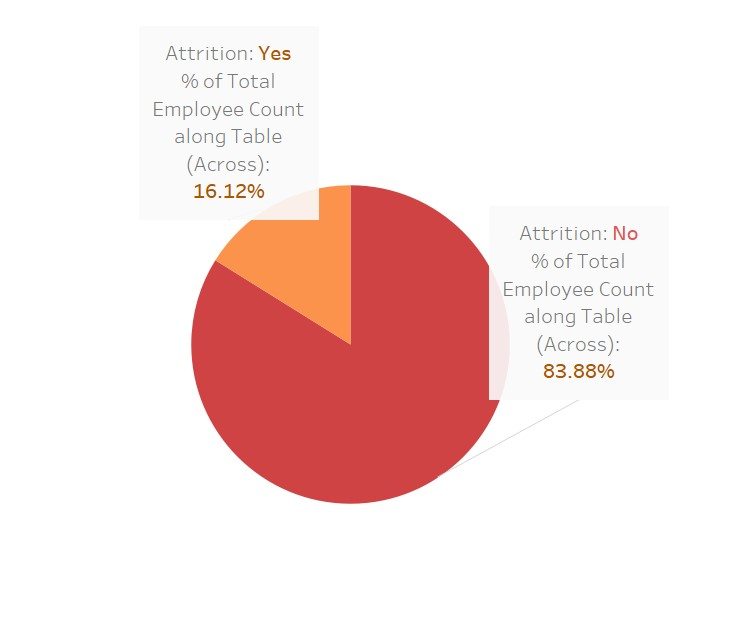 Attrition: Yes
% of Total
Employee Count
along Table
(Across):
16.12%
Attrition: No
% of Total
Employee Count
along Table
(Across):
83.88%